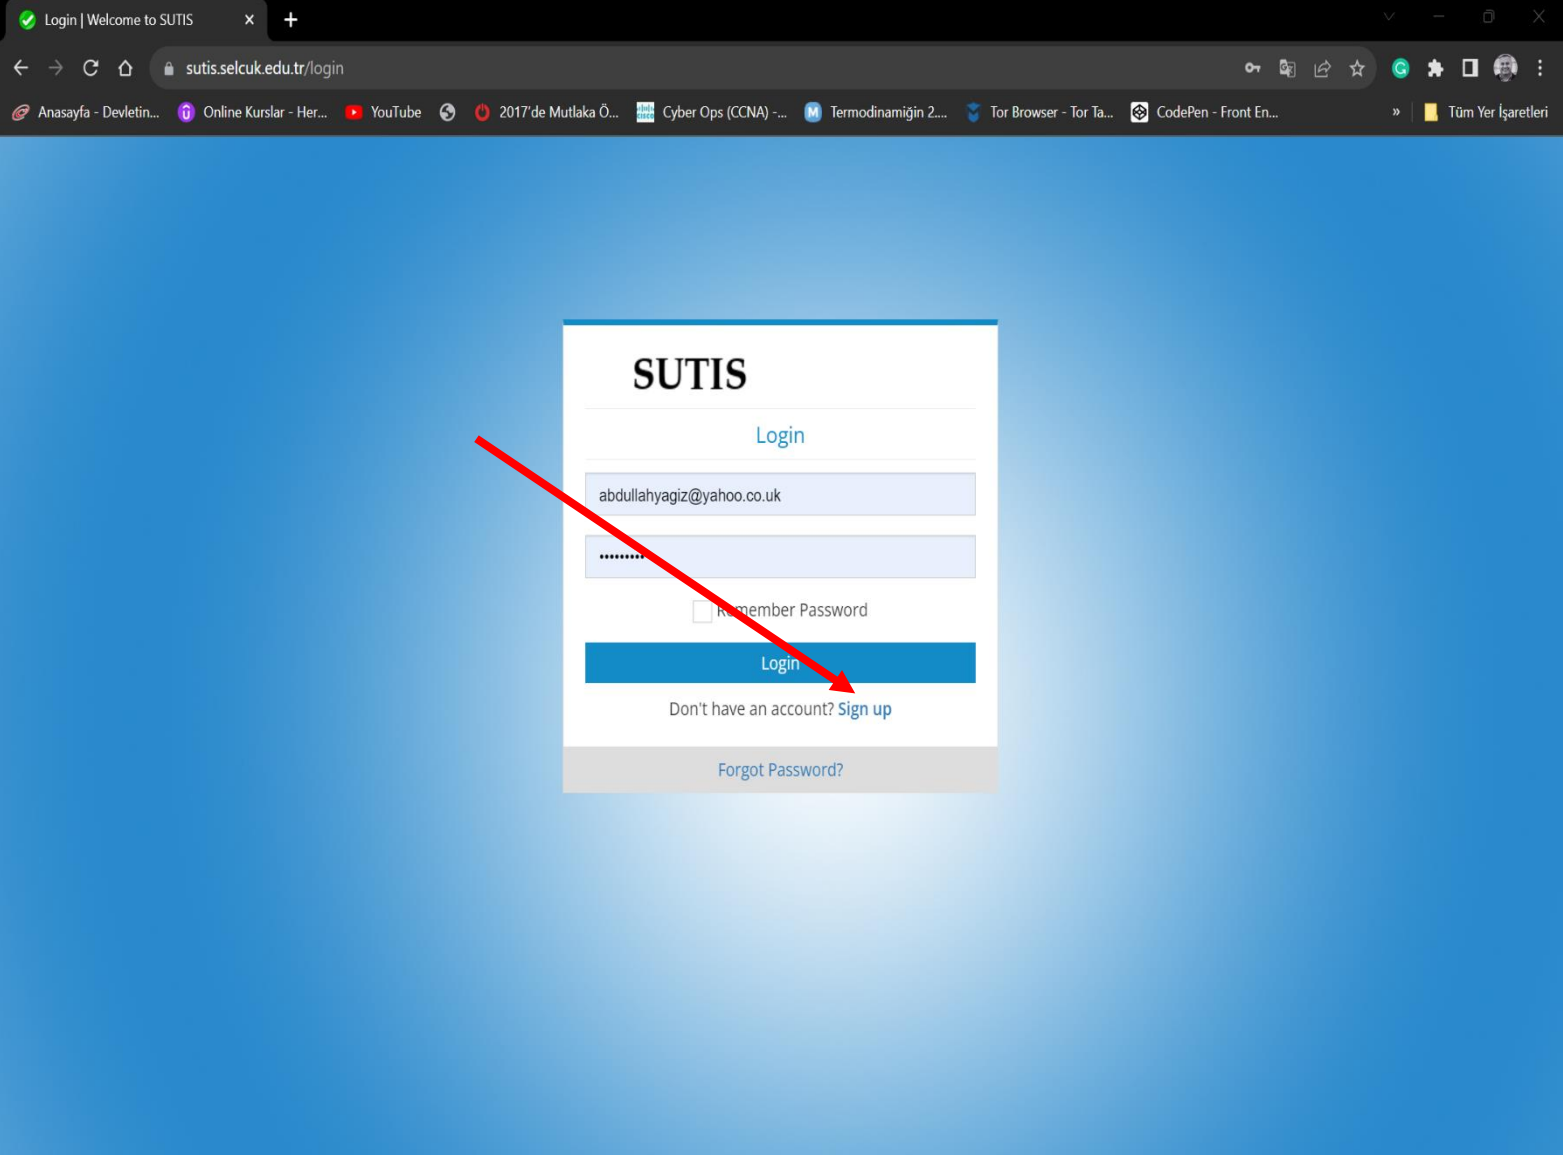 Login | Welcome to SUTIS
sutis.selcuk.edu.tr/login
Anasayfa - Devletin... Online Kurslar - Her... YouTube 2017'de Mutlaka Ö... Cyber Ops (CCNA) -... Termodinamiğin 2.... Tor Browser - Tor Ta... CodePen - Front En... » Tüm Yer İşaretleri
SUTIS
Login
abdullahyagiz@yahoo.co.uk
Remember Password
Login
Don't have an account? Sign up
Forgot Password?